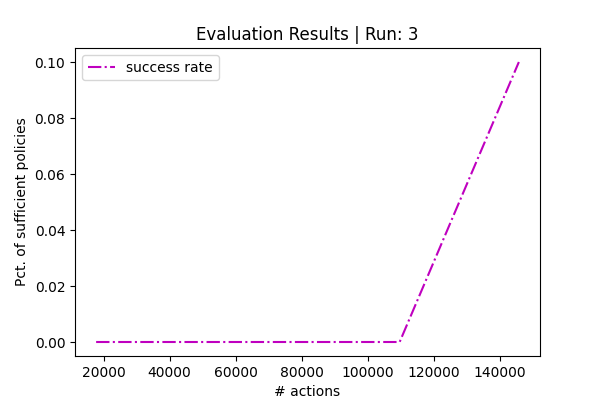 Evaluation Results | Run: 3
success rate
Pct. of sufficient policies
0.10
0.08
0.06
0.04
0.02
0.00
20000 40000 60000 80000 100000 120000 140000
# actions